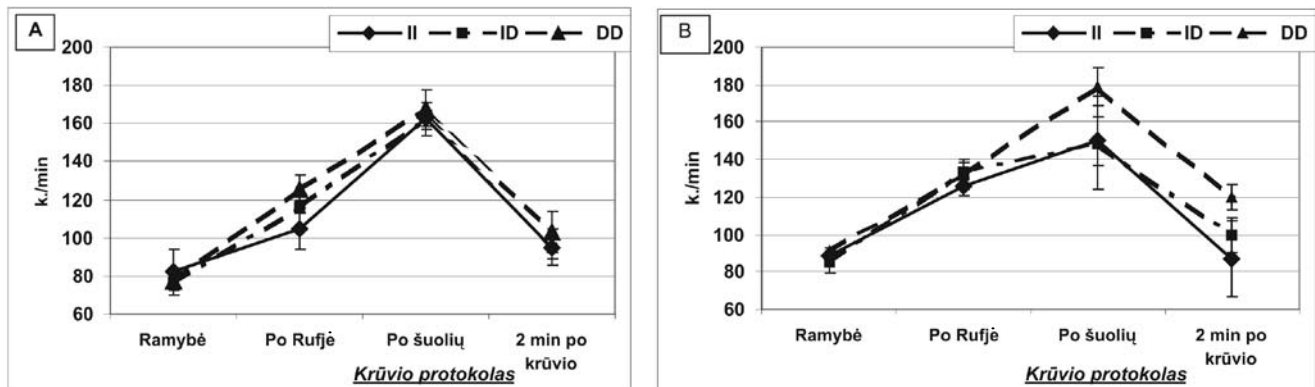 A
II ID DD
200
180
160
140
120
100
80
60
k./min
Ramybė Po Rufjė Po šuolių 2 min po
krūvio
Krūvio protokolas
B
II ID DD
200
180
160
140
120
100
80
60
k./min
Ramybė Po Rufjė Po šuolių 2 min po
krūvio
Krūvio protokolas